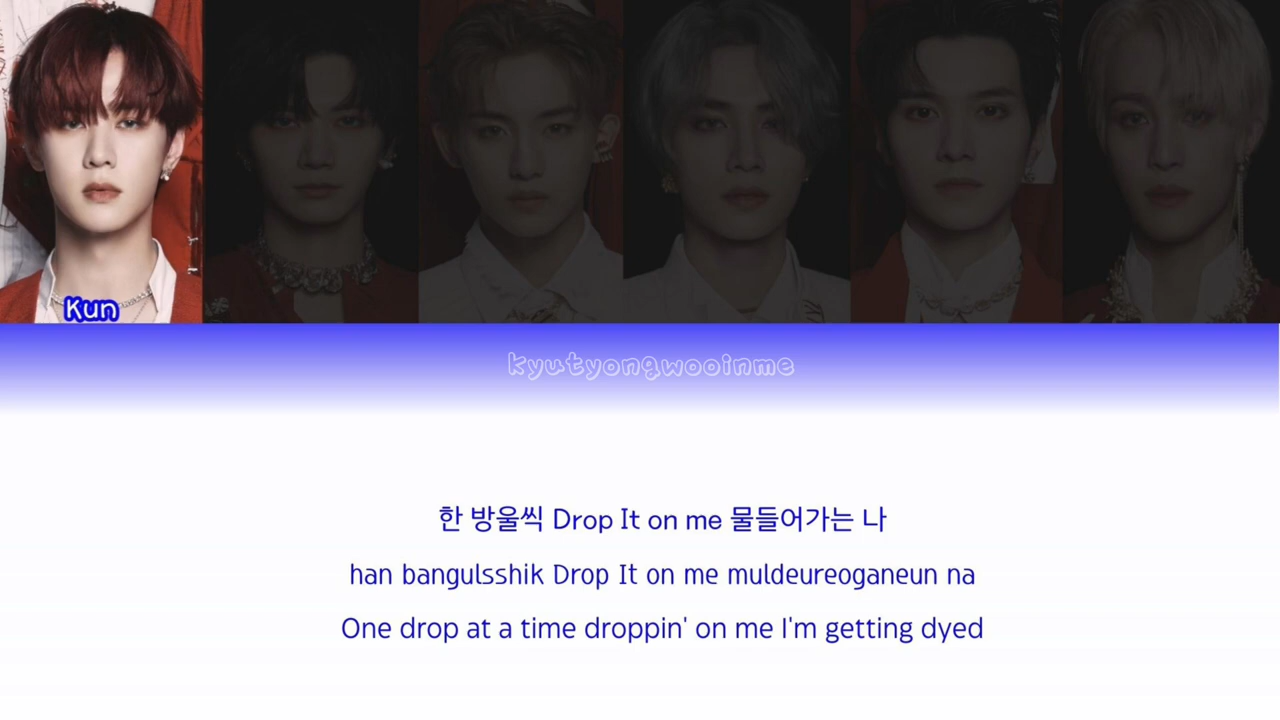 Kun
kyutyongwooinme
한 방울씩 Drop It on me 물들어가는 나
han bangulsshik Drop It on me muldeureoganeun na
One drop at a time droppin' on me I'm getting dyed